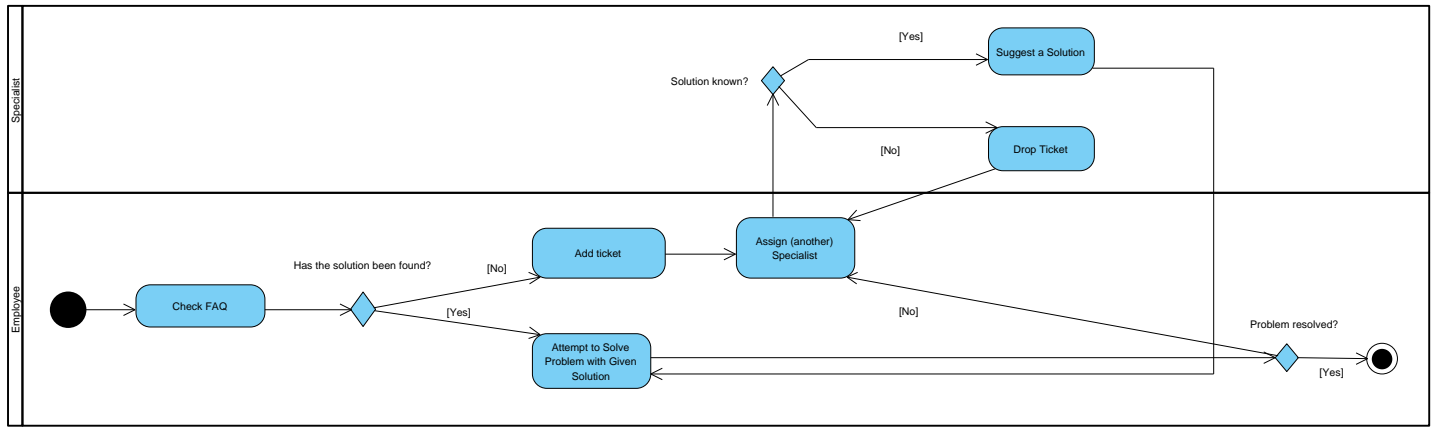 Specialist
[Yes]
Suggest a Solution
Solution known?
[No]
Drop Ticket
Employee
Check FAQ
Has the solution been found?
[No]
[Yes]
Add ticket
Attempt to Solve
Problem with Given
Solution
Assign (another)
Specialist
[No]
Problem resolved?
[Yes]